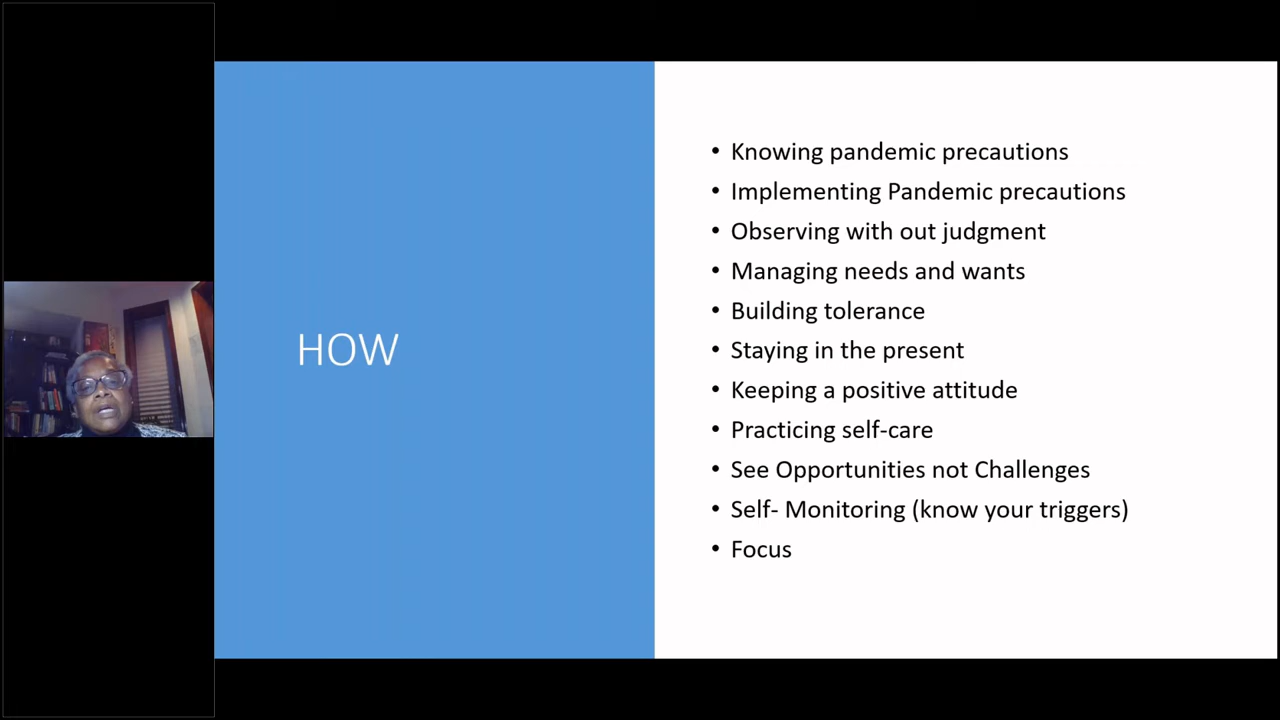 HOW
• Knowing pandemic precautions
• Implementing Pandemic precautions
• Observing with out judgment
• Managing needs and wants
• Building tolerance
• Staying in the present
• Keeping a positive attitude
• Practicing self-care
• See Opportunities not Challenges
• Self- Monitoring (know your triggers)
• Focus